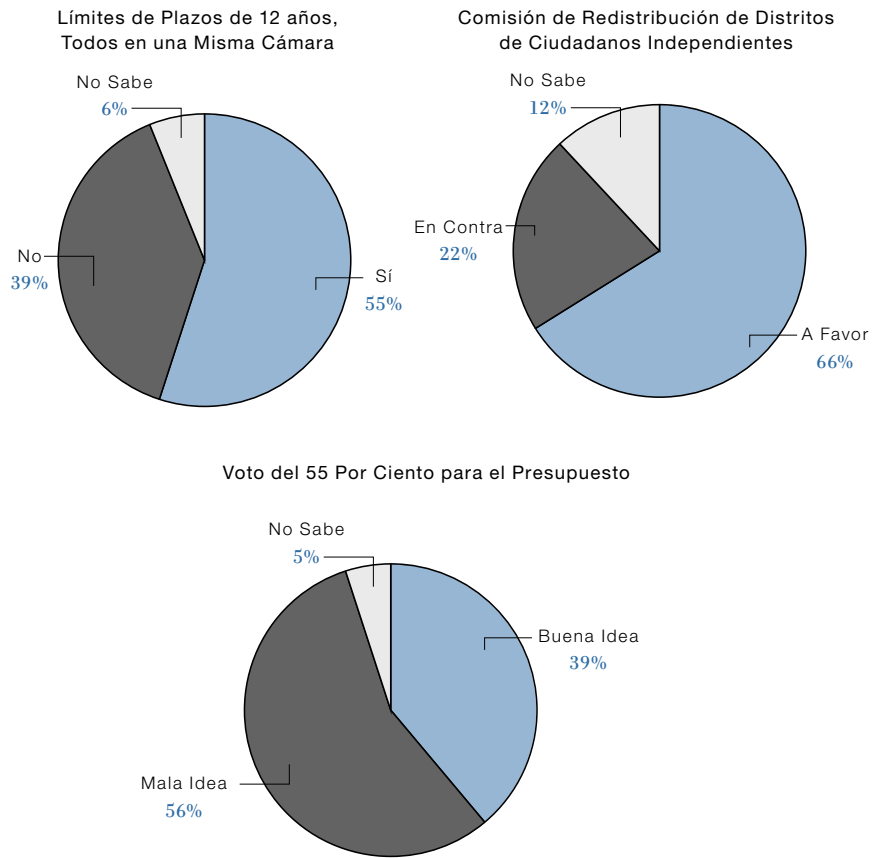 Límites de Plazos de 12 años,
Todos en una Misma Cámara
No Sabe
6%
No
39%
Sí
55%
Comisión de Redistribución de Distritos
de Ciudadanos Independientes
No Sabe
12%
En Contra
22%
A Favor
66%
Voto del 55 Por Ciento para el Presupuesto
No Sabe
5%
Buena Idea
39%
Mala Idea
56%